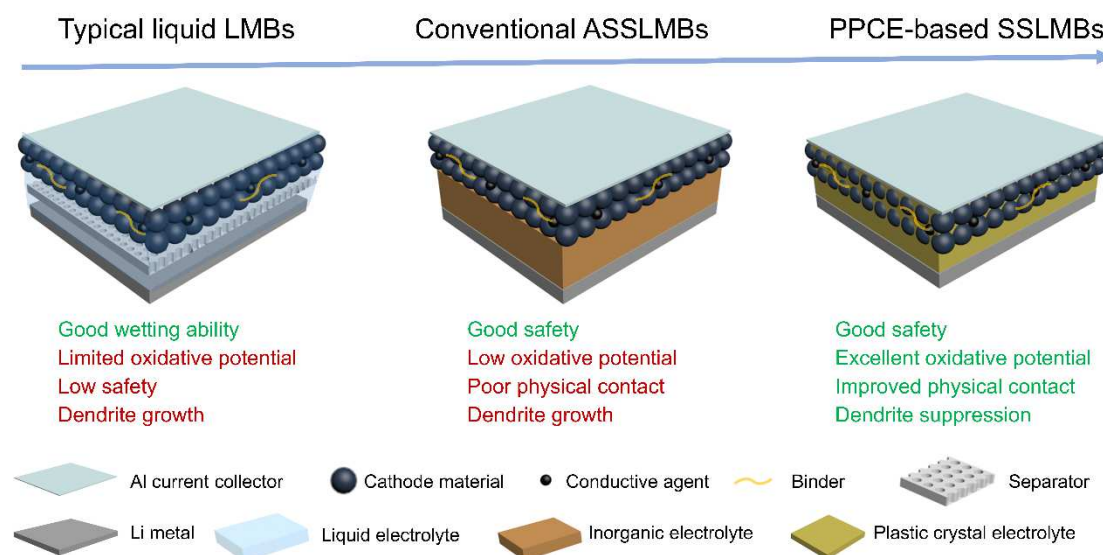 Typical liquid LMBs
Conventional ASSLMBs
PPCE-based SSLMBs
Good wetting ability
Limited oxidative potential
Low safety
Dendrite growth
Good safety
Low oxidative potential
Poor physical contact
Dendrite growth
Good safety
Excellent oxidative potential
Improved physical contact
Dendrite suppression
Al current collector
Cathode material
Conductive agent
Binder
Separator
Li metal
Liquid electrolyte
Inorganic electrolyte
Plastic crystal electrolyte